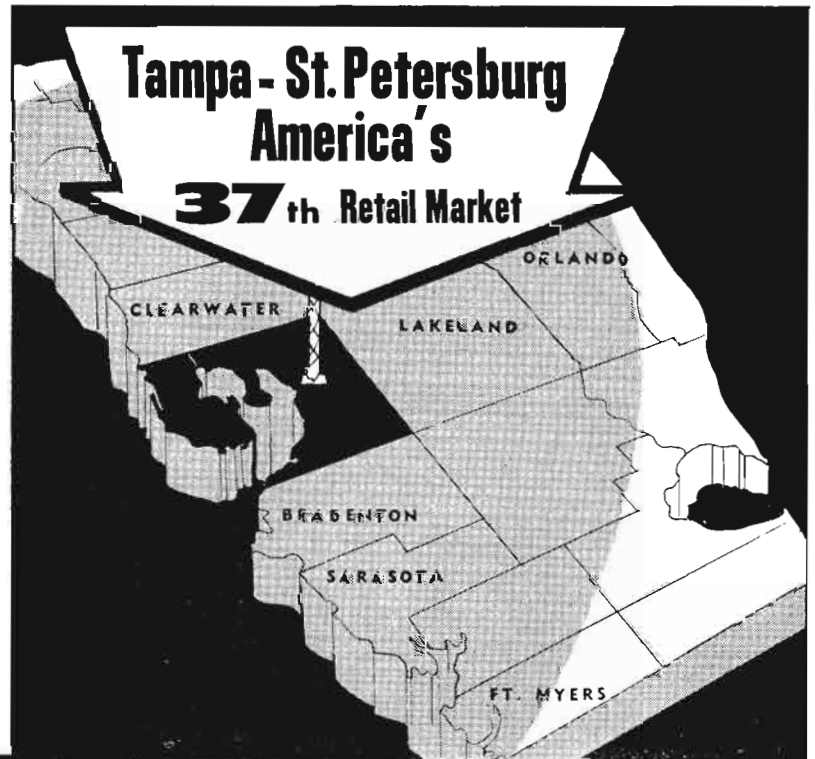 Tampa - St. Petersburg
America's
37th Retail Market
ORLANDO
CLEARWATER
LAKELAND
BRADENTON
SARASOTA
FT. MYERS